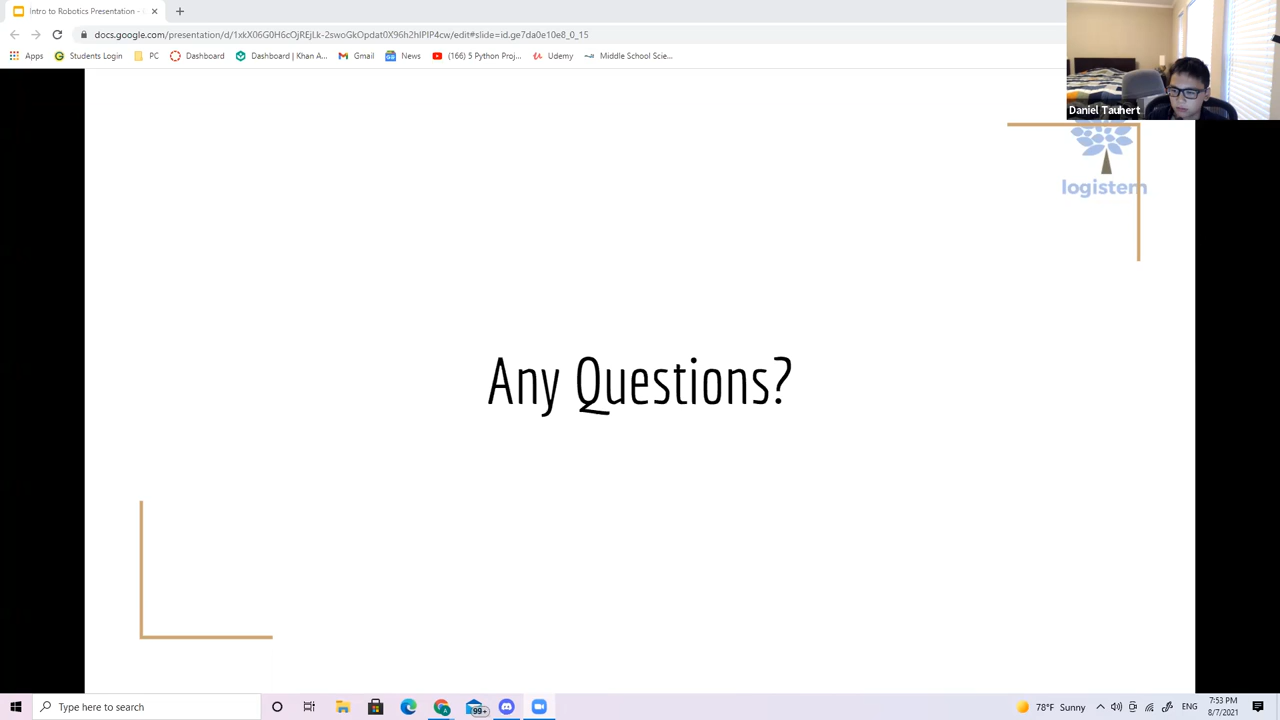 Intro to Robotics Presentation -
docs.google.com/presentation/d/1xkX06G0H6cOjREjLk-2swoGkOpdat0X96h2hIPIP4cw/edit#slide=id.ge7da0e10e8_0_15
Apps
Students Login
PC
Dashboard
Dashboard | Khan A...
Gmail
News
(166) 5 Python Proj...
Udemy
Middle School Scie...
Daniel Tauhert
logistem
Any Questions?
Type here to search
99+
78°F Sunny
ENG
7:53 PM
8/7/2021